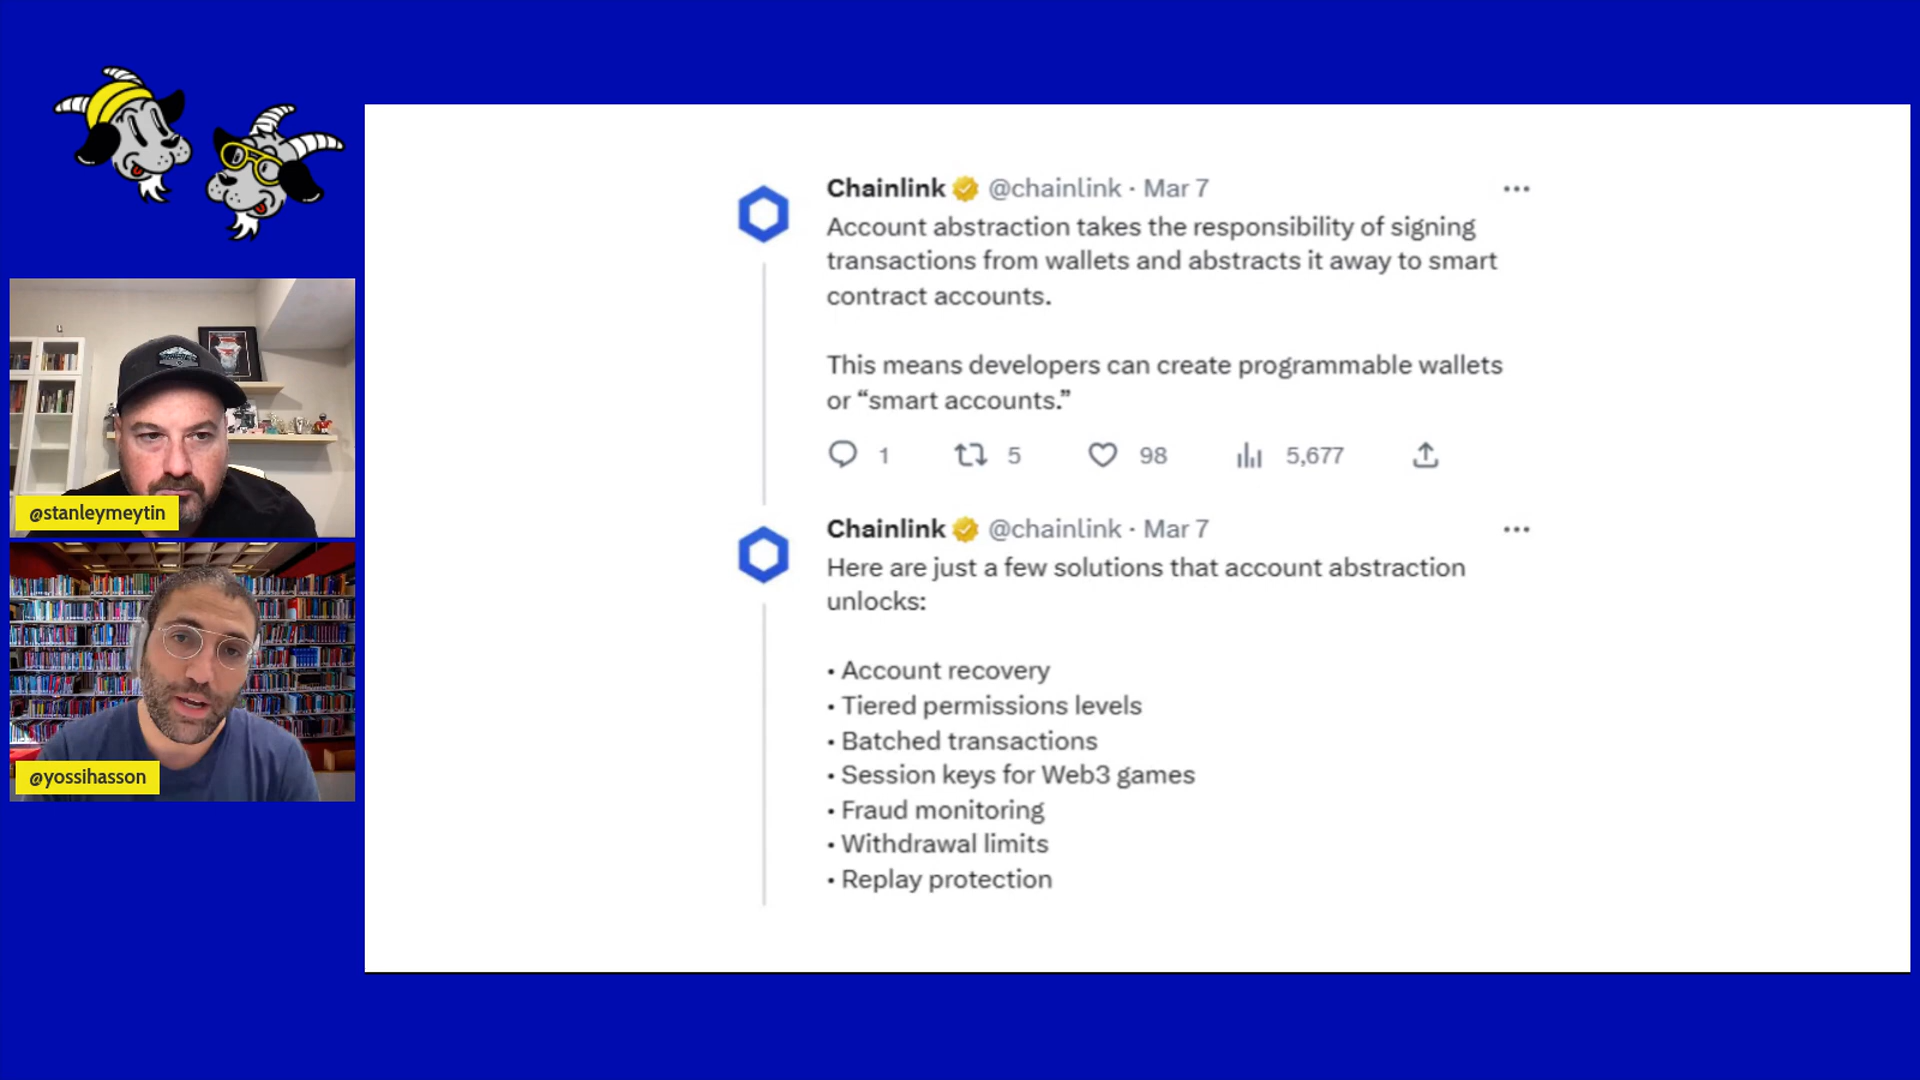 Chainlink @chainlink · Mar 7
Account abstraction takes the responsibility of signing
transactions from wallets and abstracts it away to smart
contract accounts.
This means developers can create programmable wallets
or “smart accounts.”
1 5 98 5,677
Chainlink @chainlink · Mar 7
Here are just a few solutions that account abstraction
unlocks:
• Account recovery
• Tiered permissions levels
• Batched transactions
• Session keys for Web3 games
• Fraud monitoring
• Withdrawal limits
• Replay protection
@stanleymeytin
@yossihasson